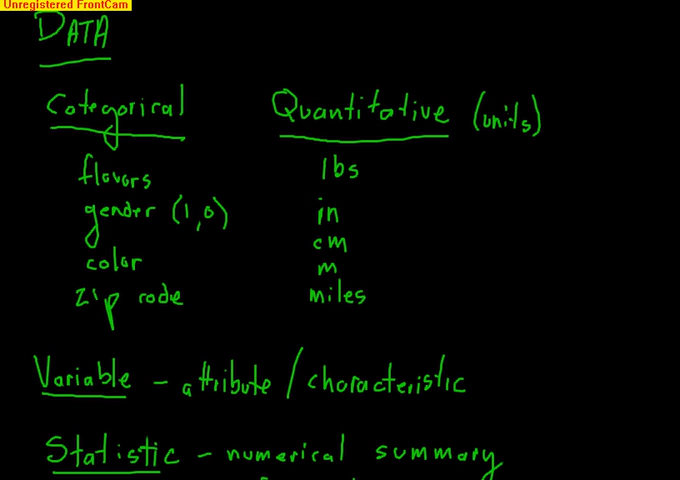 Unregistered FrontCam
DATA
Categorical Quantitative (units)
flavors lbs
gender (1,0) in
cm
color m
zip code miles
Variable - attribute / characteristic
Statistic - numerical summary